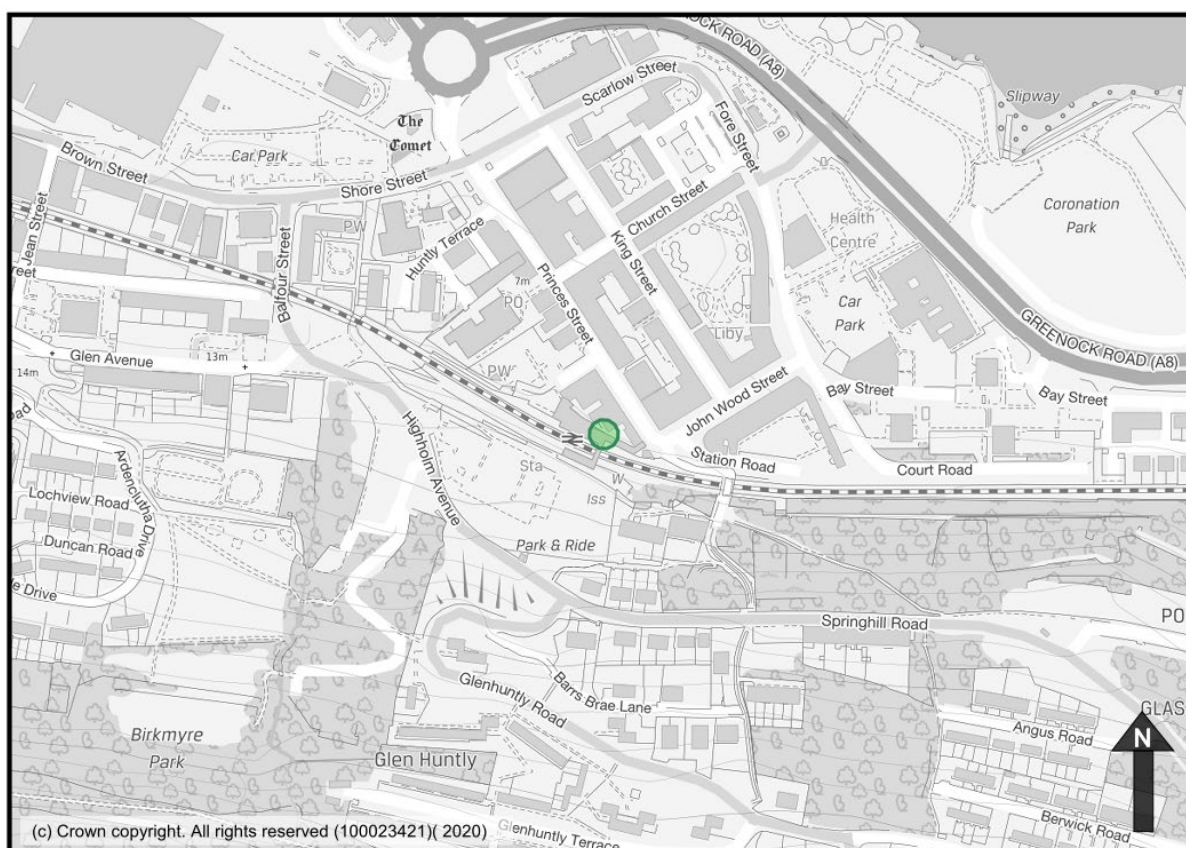 GREENOCK ROAD (A8)
Scarlow Street
Slipway
The
Comet
Fore Street
Brown Street
Car Park
Shore Street
Coronation
Park
Jean Street
PW
Church Street
Health
Centre
Balfour Street
Huntly Terrace
King Street
7m
PO
Princes Street
Car
Park
Liby
GREENOCK ROAD (A8)
Glen Avenue
13m
14m
PW
John Wood Street
Bay Street
Bay Street
Highholm Avenue
Station Road
Court Road
Sta
W
Iss
Ardenclutha Drive
Lochview Road
Duncan Road
Park & Ride
Springhill Road
PO
Barrs Brae Lane
Glenhuntly Road
GLAS
Birkmyre
Park
Glen Huntly
Angus Road
N
Berwick Road
Glenhuntly Terrace
(c) Crown copyright. All rights reserved (100023421)( 2020)